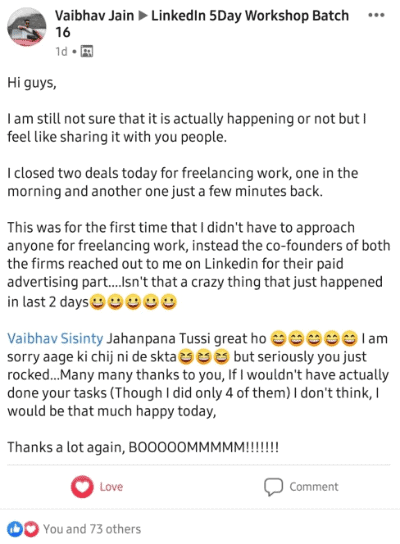 Vaibhav Jain ▶ LinkedIn 5Day Workshop Batch
16
1d
Hi guys,
I am still not sure that it is actually happening or not but I
feel like sharing it with you people.
I closed two deals today for freelancing work, one in the
morning and another one just a few minutes back.
This was for the first time that I didn't have to approach
anyone for freelancing work, instead the co-founders of both
the firms reached out to me on Linkedin for their paid
advertising part....Isn't that a crazy thing that just happened
in last 2 days😀😀😀😀😀
Vaibhav Sisinty Jahanpana Tussi great ho 😄😄😄😄😄 I am
sorry aage ki chij ni de skta😆😆😆 but seriously you just
rocked...Many many thanks to you, If I wouldn't have actually
done your tasks (Though I did only 4 of them) I don't think, I
would be that much happy today,
Thanks a lot again, BOOOOOMMMMM!!!!!!!
Love
Comment
You and 73 others